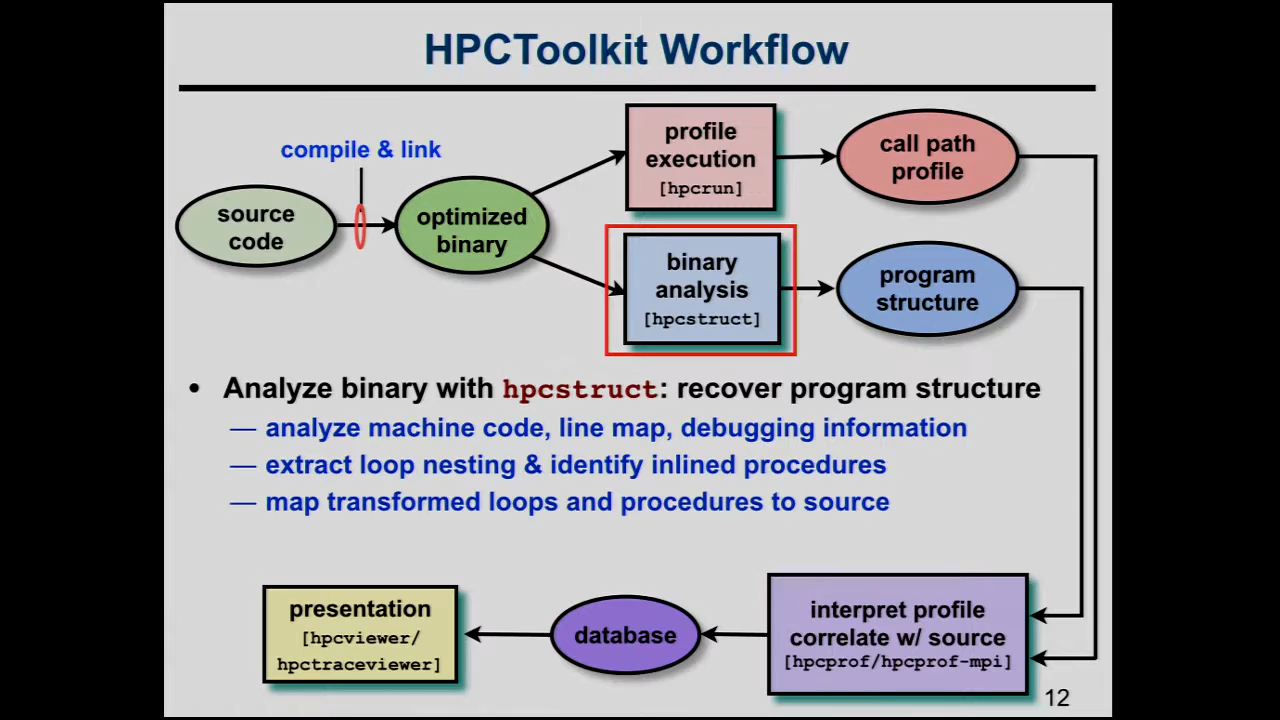 HPCToolkit Workflow
compile & link
source
code
optimized
binary
profile
execution
[hpcrun]
call path
profile
binary
analysis
[hpcstruct]
program
structure
• Analyze binary with hpcstruct: recover program structure
— analyze machine code, line map, debugging information
— extract loop nesting & identify inlined procedures
— map transformed loops and procedures to source
presentation
[hpcviewer/
hpctraceviewer]
database
interpret profile
correlate w/ source
[hpcprof/hpcprof-mpi]
12